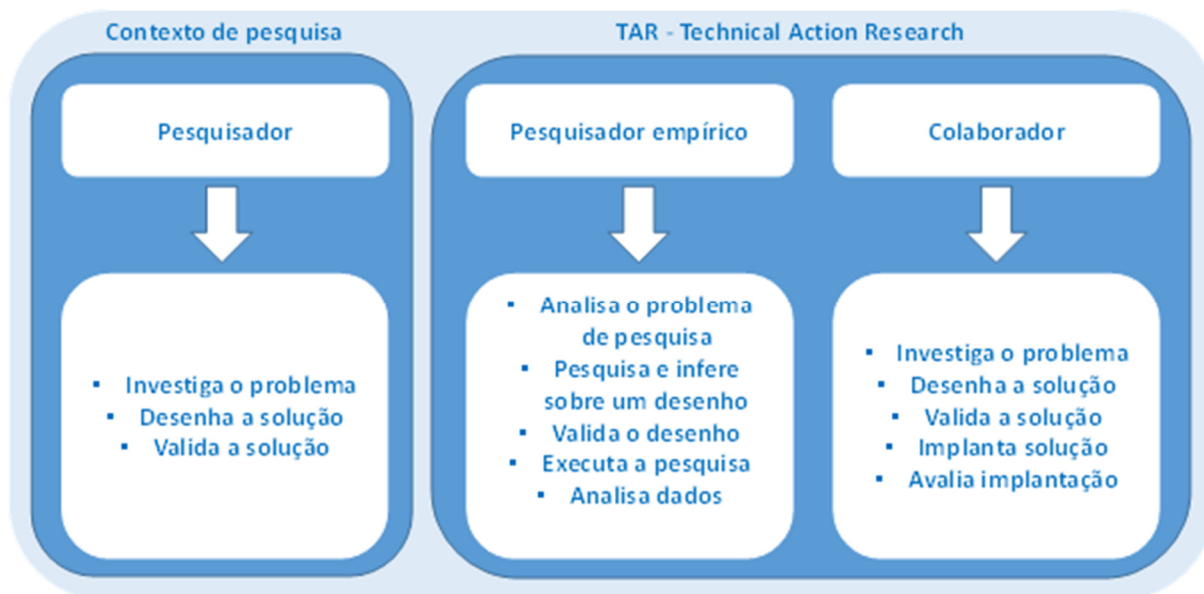 Contexto de pesquisa
TAR - Technical Action Research
Pesquisador
Pesquisador empírico
Colaborador
▪ Investiga o problema
▪ Desenha a solução
▪ Valida a solução
▪ Analisa o problema
de pesquisa
▪ Pesquisa e infere
sobre um desenho
▪ Valida o desenho
▪ Executa a pesquisa
▪ Analisa dados
▪ Investiga o problema
▪ Desenha a solução
▪ Valida a solução
▪ Implanta solução
▪ Avalia implantação